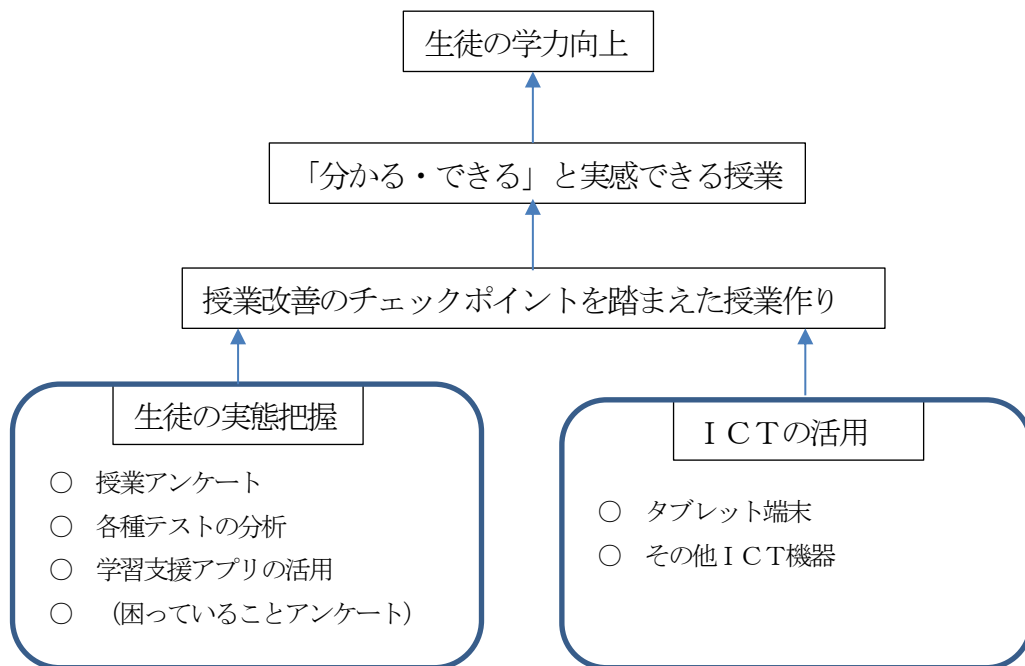 生徒の学力向上
「分かる・できる」と実感できる授業
授業改善のチェックポイントを踏まえた授業作り
生徒の実態把握
○ 授業アンケート
○ 各種テストの分析
○ 学習支援アプリの活用
○ （困っていることアンケート）
ＩＣＴの活用
○ タブレット端末
○ その他ＩＣＴ機器